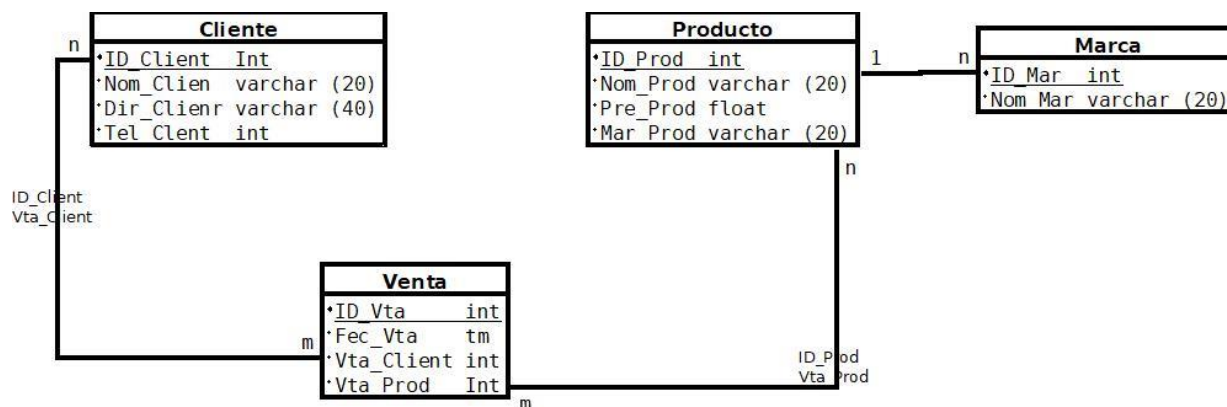 Cliente
n
ID_Client Int
Nom_Clien varchar (20)
Dir_Clienr varchar (40)
Tel_Clent int
Producto
ID_Prod int
Nom_Prod varchar (20)
Pre_Prod float
Mar_Prod varchar (20)
1
n
Marca
ID_Mar int
Nom_Mar varchar (20)
n
ID_Client
Vta_Client
Venta
ID_Vta int
Fec_Vta tm
Vta_Client int
Vta_Prod Int
m
ID_Prod
Vta_Prod
m